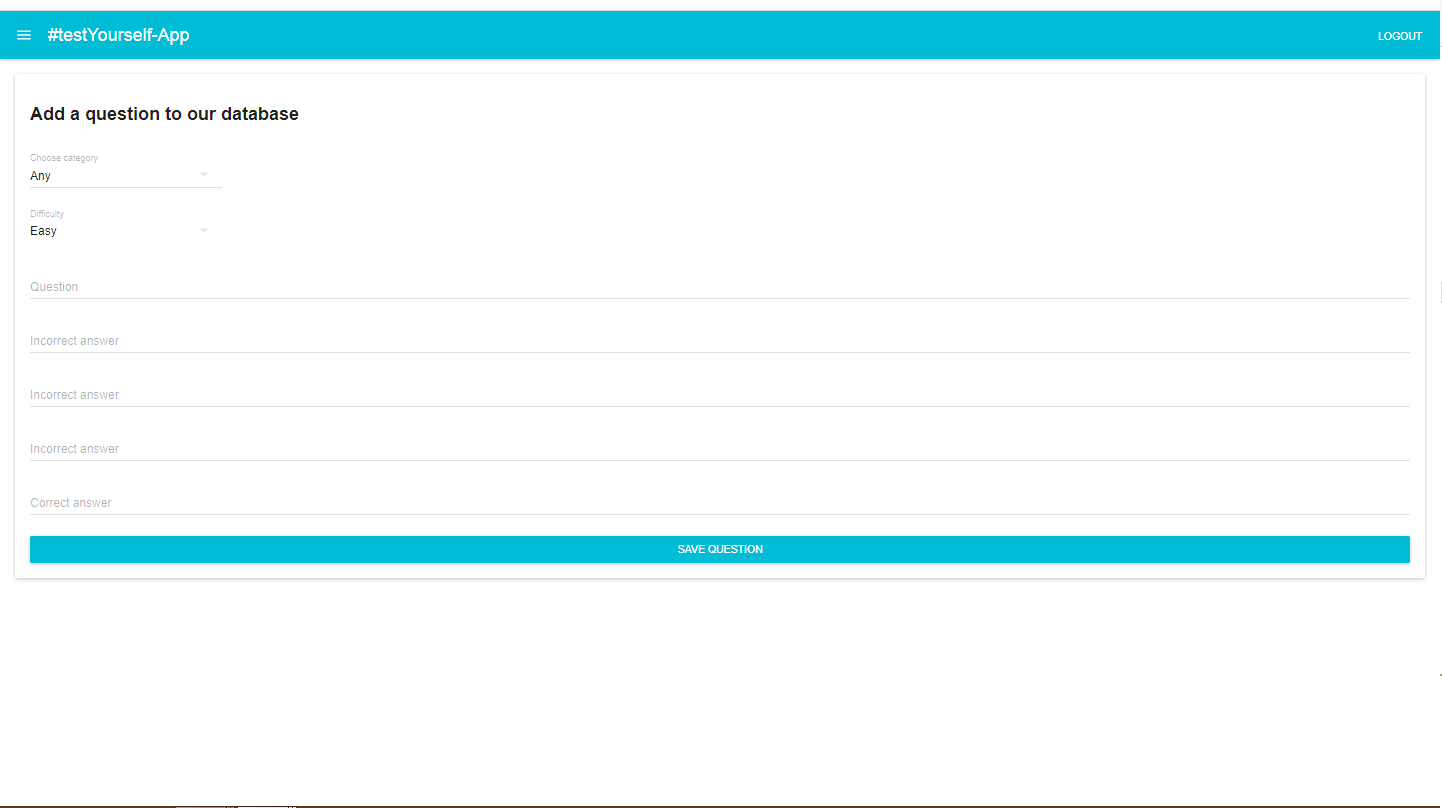 #testYourself-App
LOGOUT
Add a question to our database
Choose category
Any
Difficulty
Easy
Question
Incorrect answer
Incorrect answer
Incorrect answer
Correct answer
SAVE QUESTION